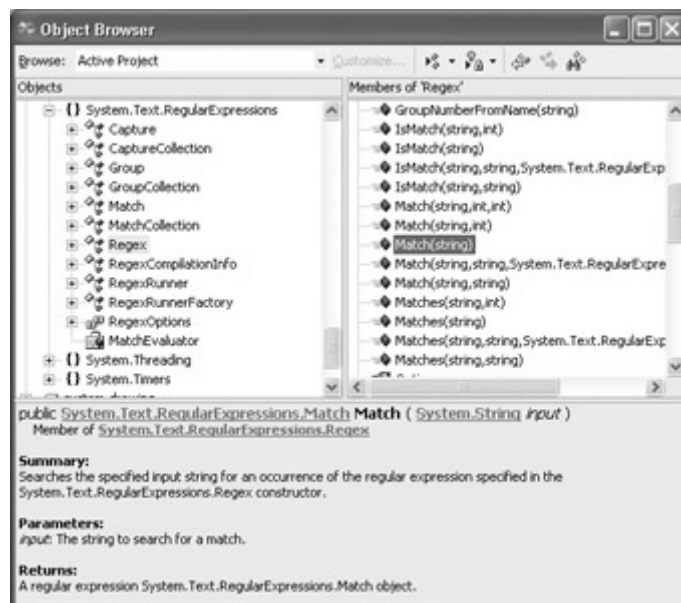 Object Browser
Browse: Active Project Customize...
Objects
{} System.Text.RegularExpressions
Capture
CaptureCollection
Group
GroupCollection
Match
MatchCollection
Regex
RegexCompilationInfo
RegexRunner
RegexRunnerFactory
RegexOptions
MatchEvaluator
{} System.Threading
{} System.Timers
system.drawing
Members of 'Regex'
GroupNumberFromName(string)
IsMatch(string,int)
IsMatch(string)
IsMatch(string,string,System.Text.RegularExp
IsMatch(string,string)
Match(string,int,int)
Match(string,int)
Match(string)
Match(string,string,System.Text.RegularExpre
Match(string,string)
Matches(string,int)
Matches(string)
Matches(string,string,System.Text.RegularExp
Matches(string,string)
public System.Text.RegularExpressions.Match Match ( System.String input )
Member of System.Text.RegularExpressions.Regex
Summary:
Searches the specified input string for an occurrence of the regular expression specified in the
System.Text.RegularExpressions.Regex constructor.
Parameters:
input: The string to search for a match.
Returns:
A regular expression System.Text.RegularExpressions.Match object.